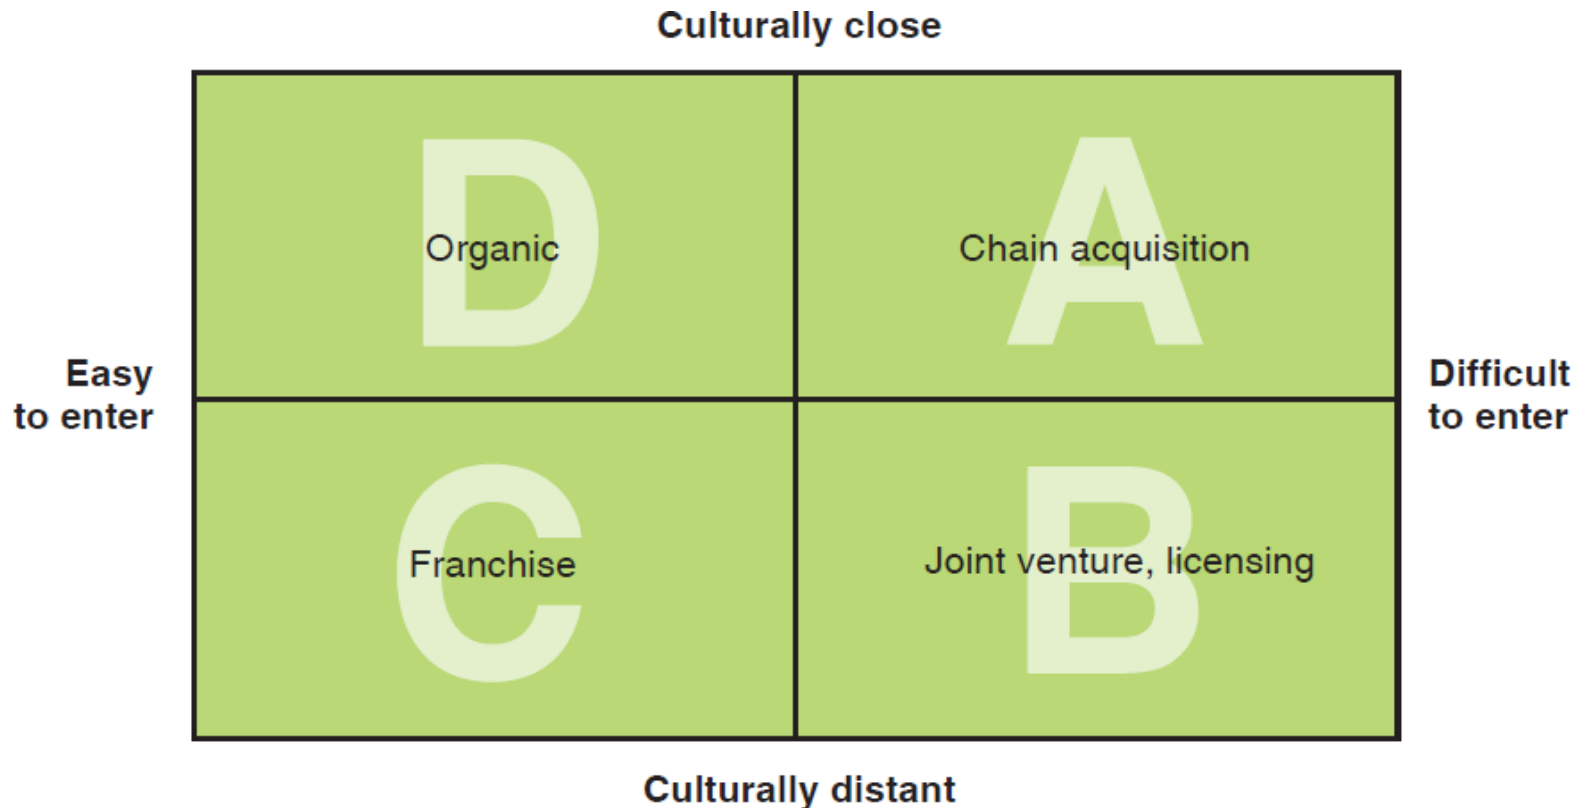 Culturally close
D
Organic
A
Chain acquisition
Easy
to enter
Difficult
to enter
C
Franchise
B
Joint venture, licensing
Culturally distant